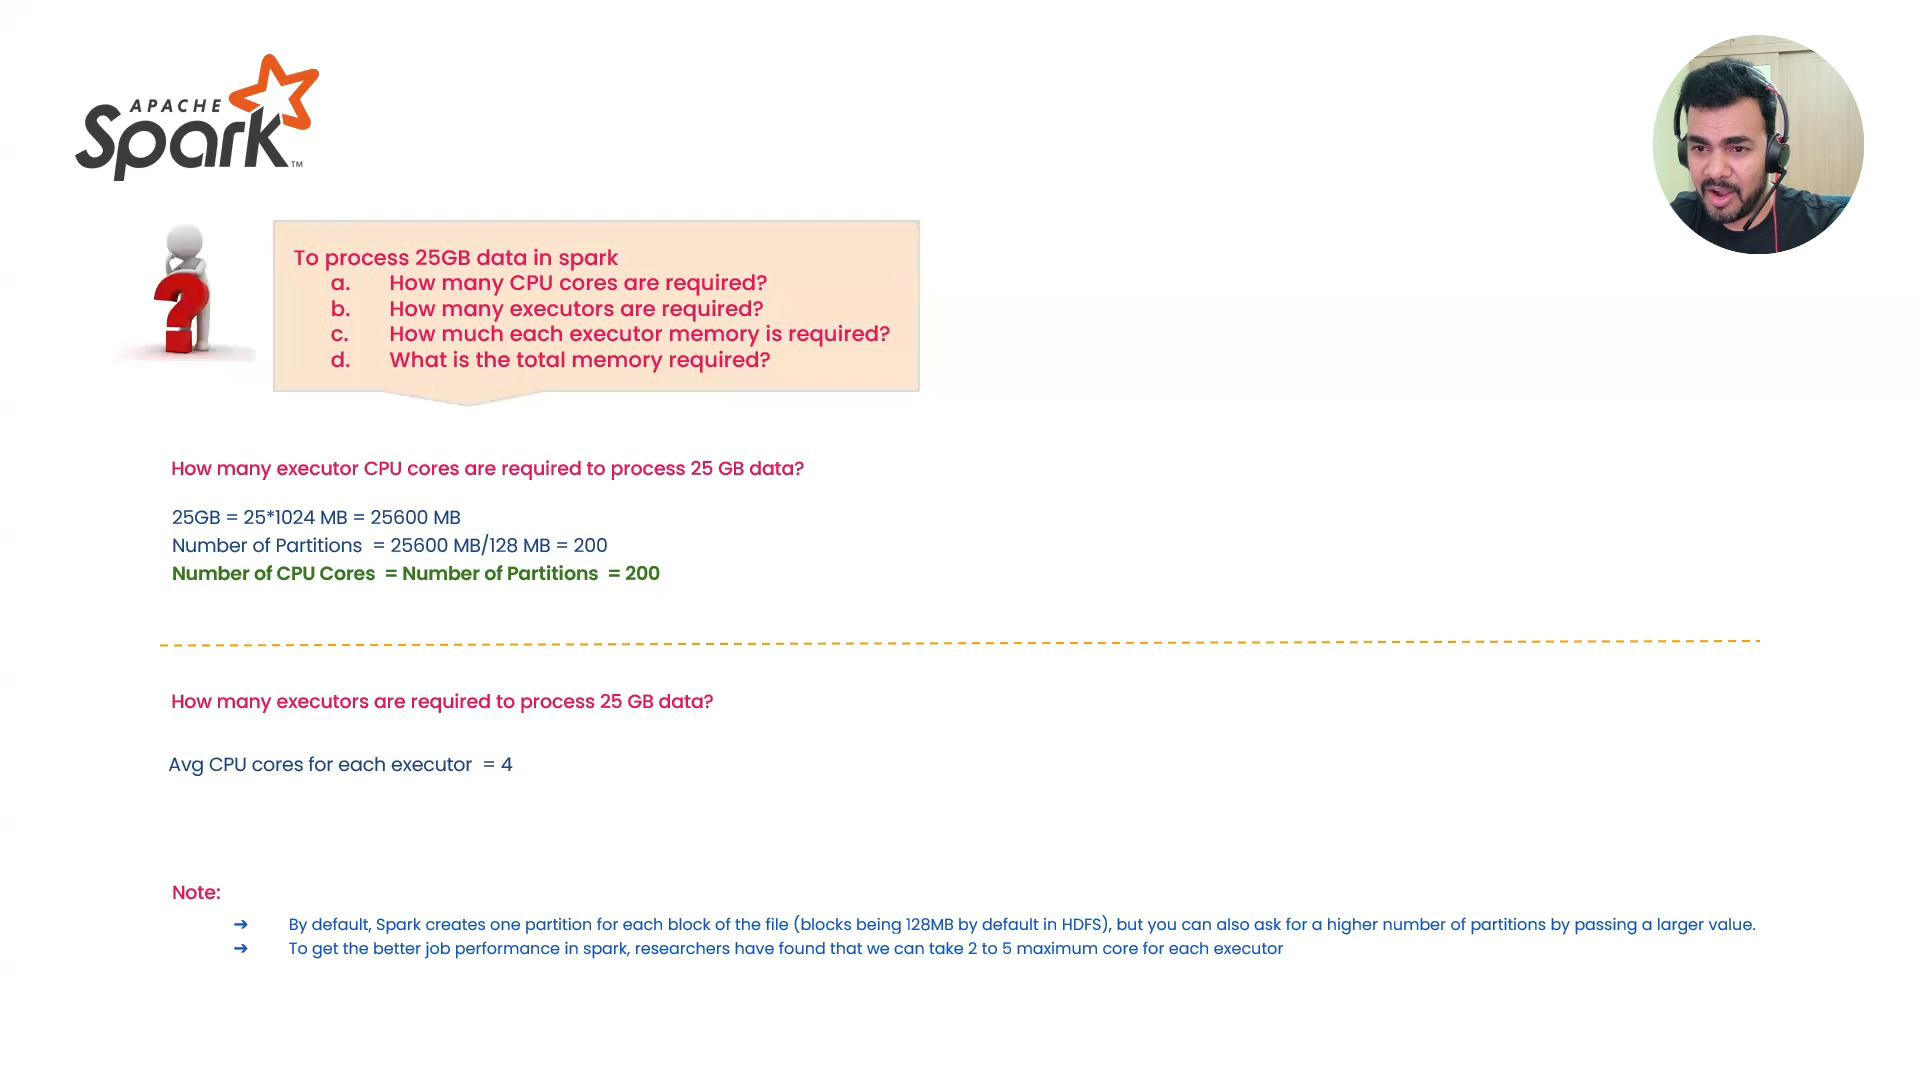 APACHE
Spark™
To process 25GB data in spark
a. How many CPU cores are required?
b. How many executors are required?
c. How much each executor memory is required?
d. What is the total memory required?
How many executor CPU cores are required to process 25 GB data?
25GB = 25*1024 MB = 25600 MB
Number of Partitions = 25600 MB/128 MB = 200
Number of CPU Cores = Number of Partitions = 200
How many executors are required to process 25 GB data?
Avg CPU cores for each executor = 4
Note:
➔ By default, Spark creates one partition for each block of the file (blocks being 128MB by default in HDFS), but you can also ask for a higher number of partitions by passing a larger value.
➔ To get the better job performance in spark, researchers have found that we can take 2 to 5 maximum core for each executor